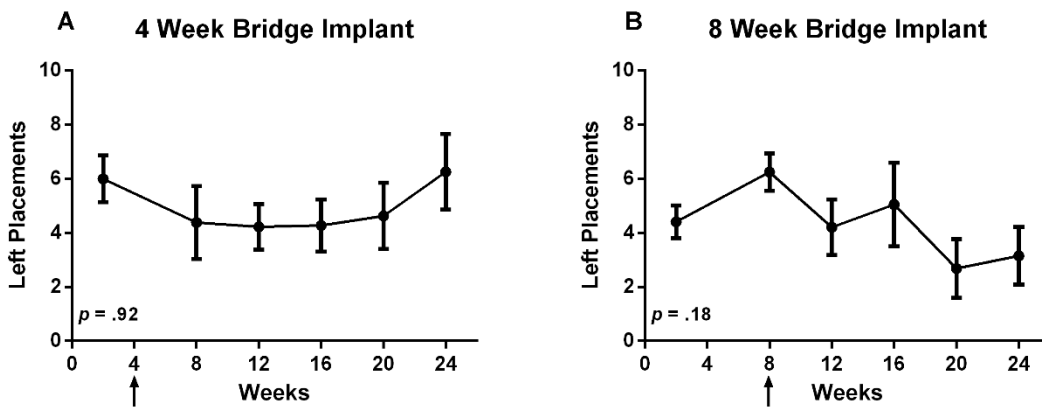 A
4 Week Bridge Implant
Left Placements
10
8
6
4
2
0
p = .92
0 4 8 12 16 20 24
Weeks
B
8 Week Bridge Implant
Left Placements
10
8
6
4
2
0
p = .18
0 4 8 12 16 20 24
Weeks